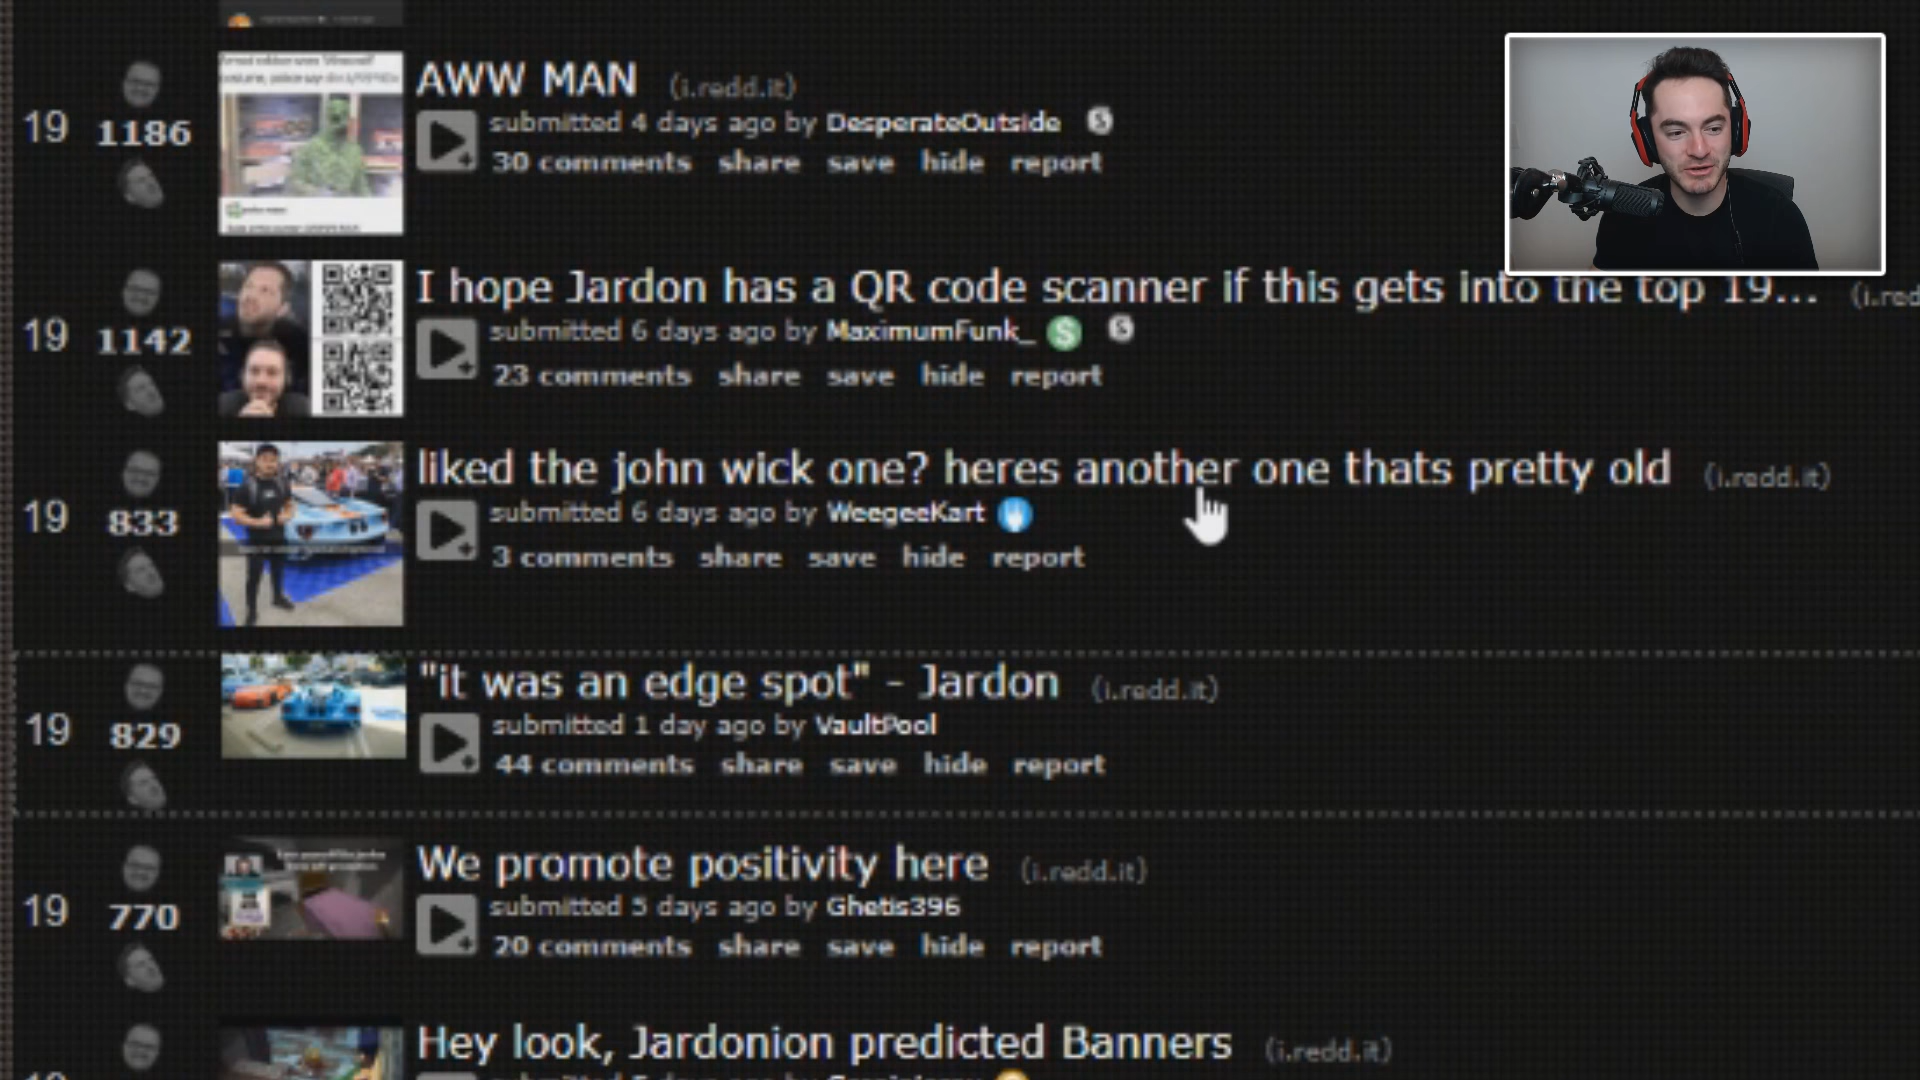 AWW MAN (i.redd.it)
19 1186 submitted 4 days ago by DesperateOutside S
30 comments share save hide report
I hope Jardon has a QR code scanner if this gets into the top 19... (i.red
19 1142 submitted 6 days ago by MaximumFunk_ S S
23 comments share save hide report
liked the john wick one? heres another one thats pretty old (i.redd.it)
19 833 submitted 6 days ago by WeegeeKart
3 comments share save hide report
"it was an edge spot" - Jardon (i.redd.it)
19 829 submitted 1 day ago by VaultPool
44 comments share save hide report
We promote positivity here (i.redd.it)
19 770 submitted 5 days ago by Ghetis396
20 comments share save hide report
Hey look, Jardonion predicted Banners (i.redd.it)